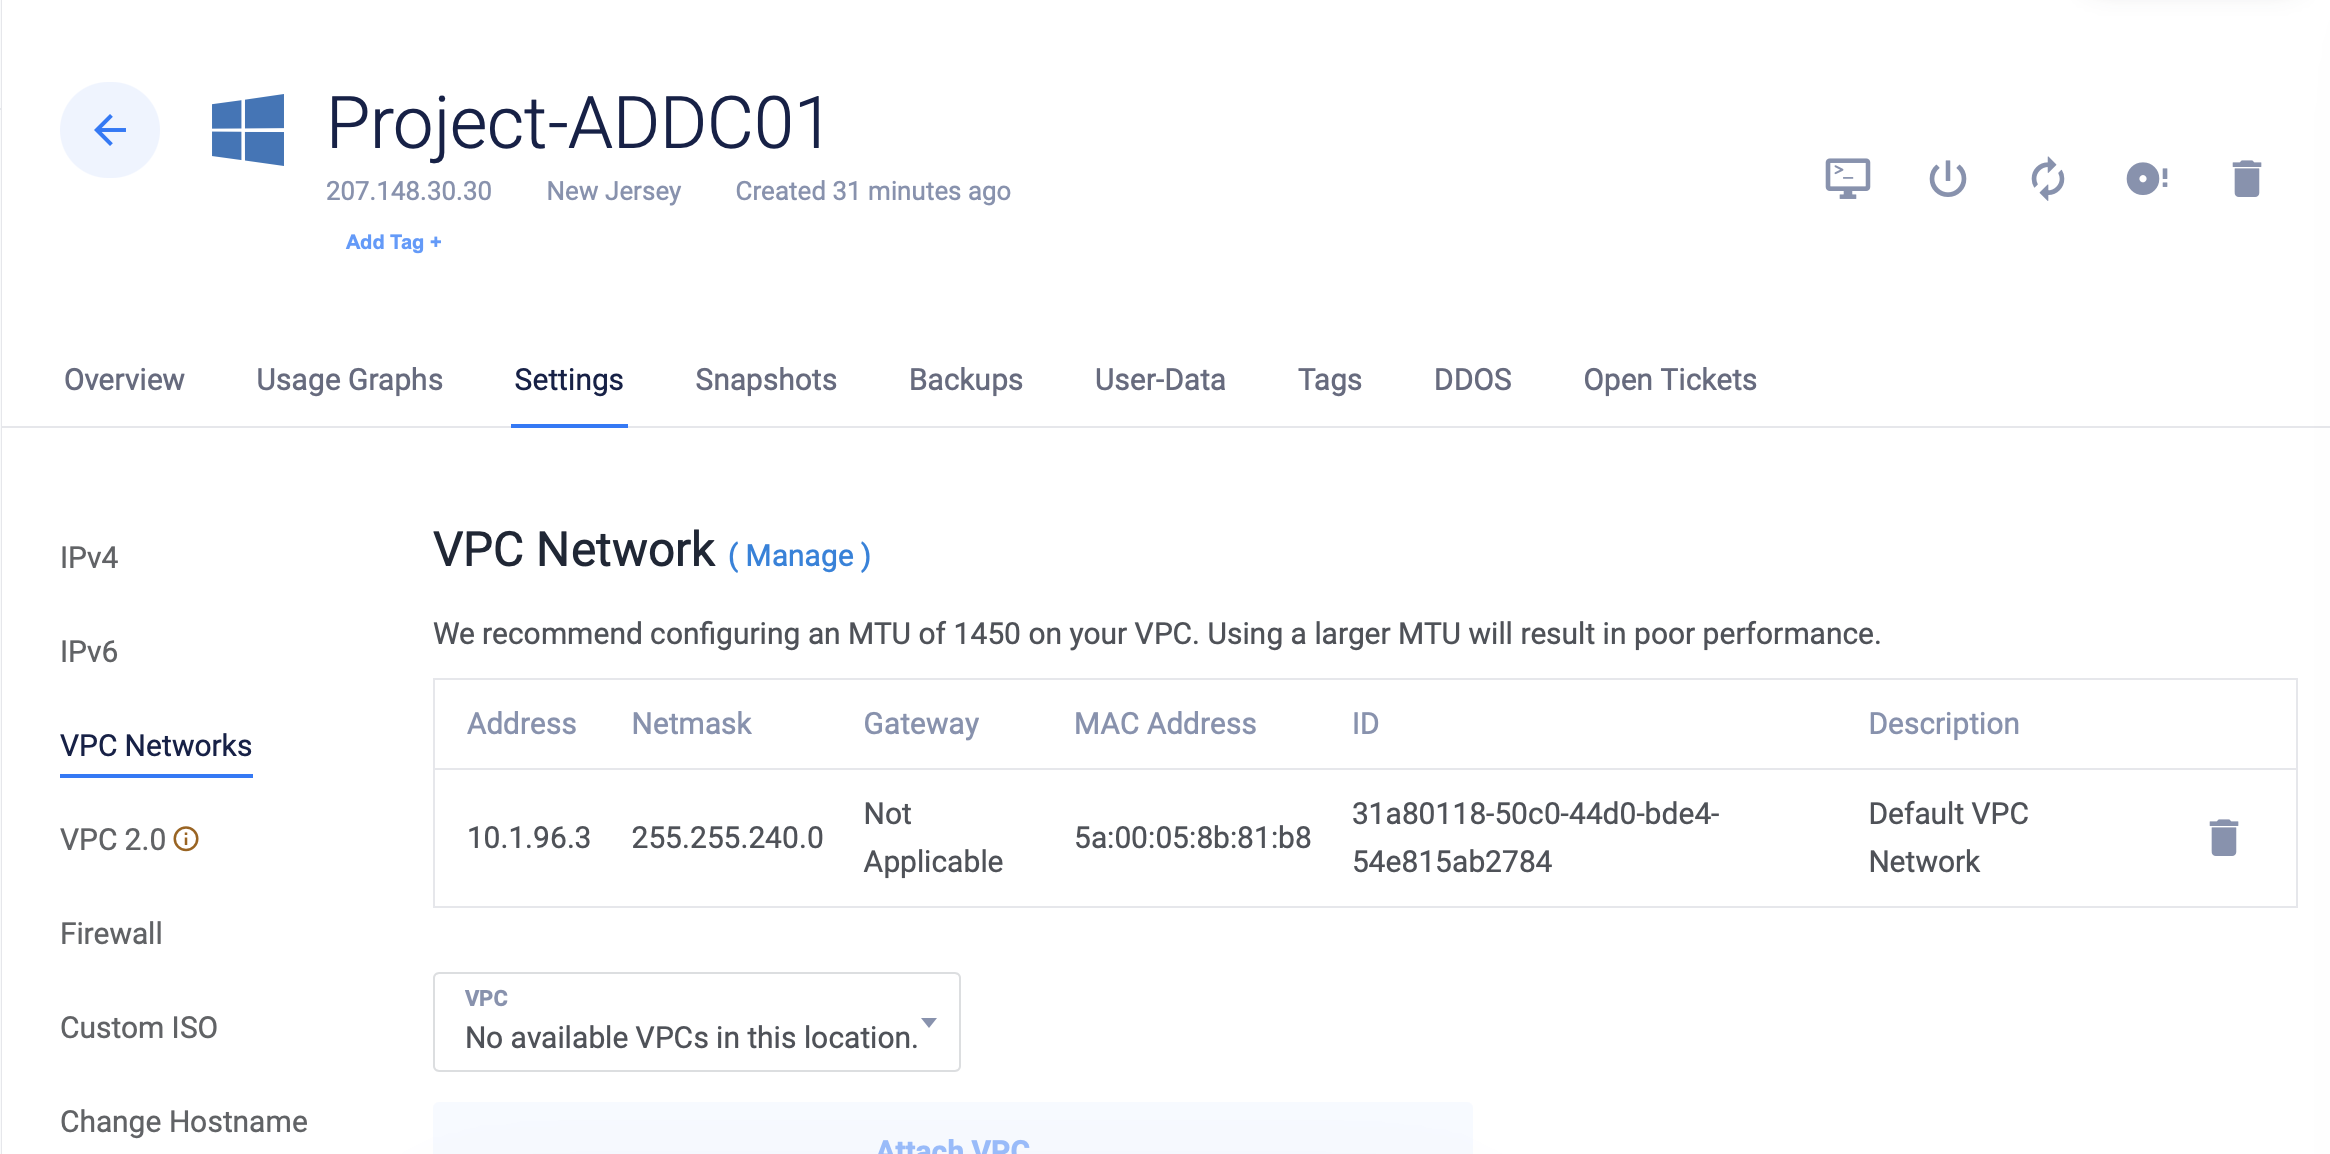 Project-ADDC01
207.148.30.30 New Jersey Created 31 minutes ago
Add Tag +
Overview Usage Graphs Settings Snapshots Backups User-Data Tags DDOS Open Tickets
IPv4
IPv6
VPC Networks
VPC 2.0
Firewall
Custom ISO
Change Hostname
VPC Network ( Manage )
We recommend configuring an MTU of 1450 on your VPC. Using a larger MTU will result in poor performance.
Address Netmask Gateway MAC Address ID Description
10.1.96.3 255.255.240.0 Not Applicable 5a:00:05:8b:81:b8 31a80118-50c0-44d0-bde4-54e815ab2784 Default VPC Network
VPC
No available VPCs in this location.
Attach VPC